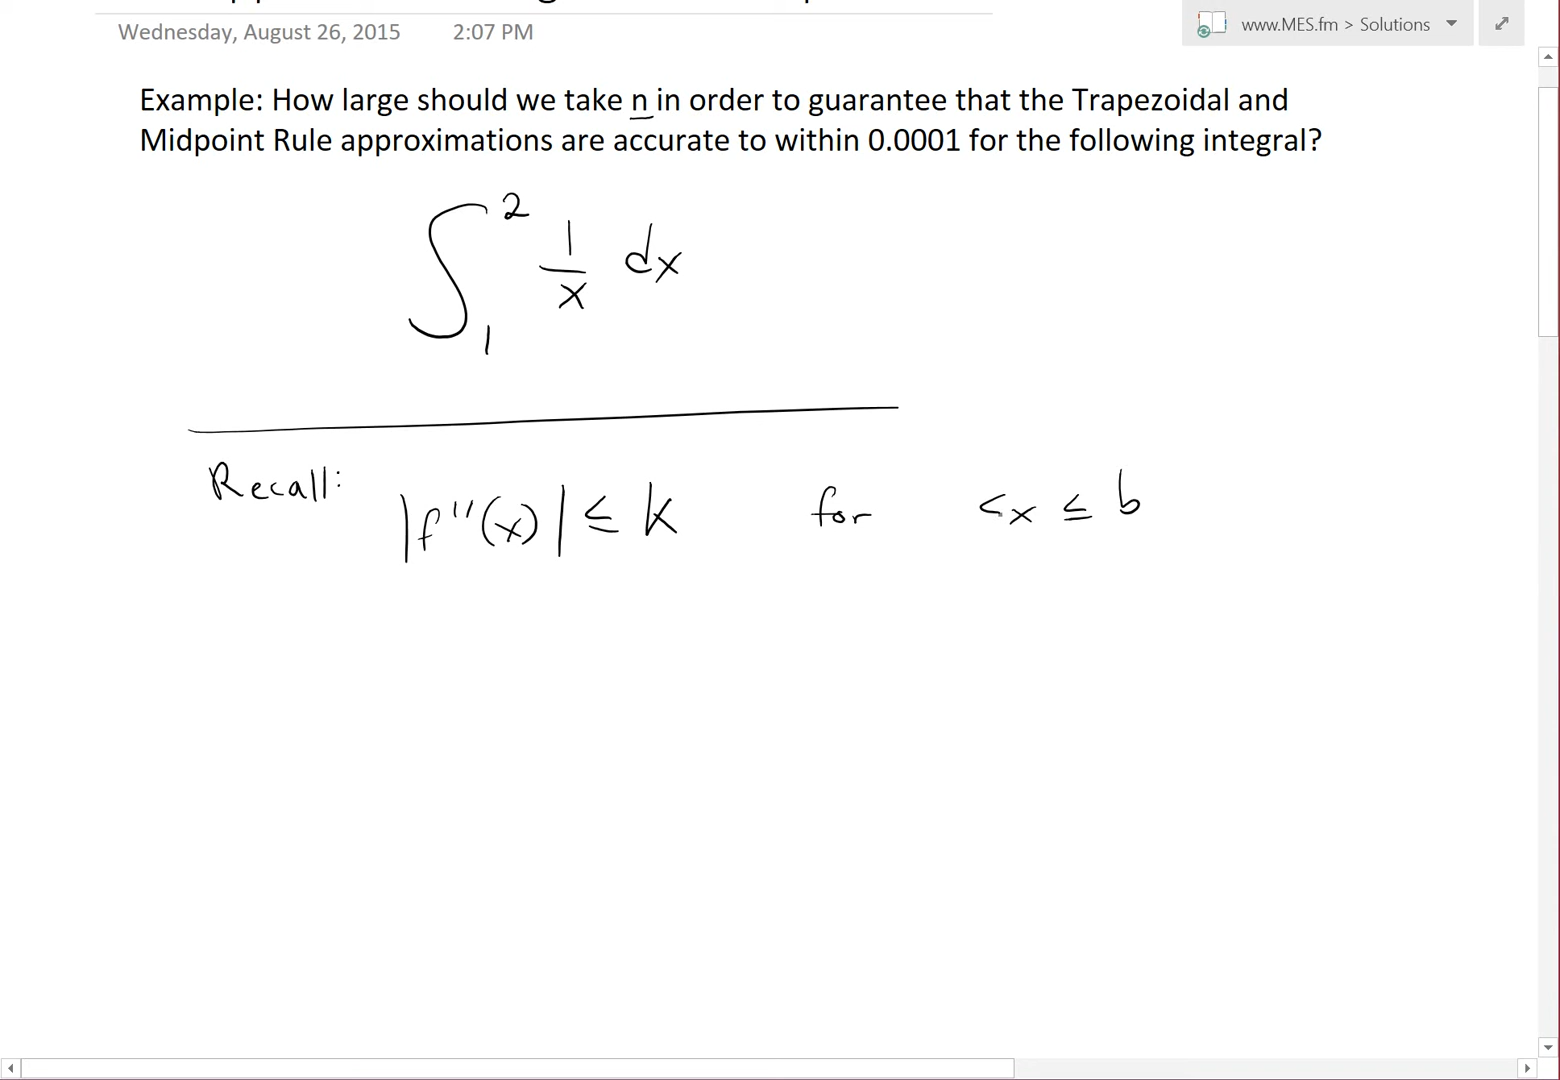 Wednesday, August 26, 2015 2:07 PM
www.MES.fm > Solutions
Example: How large should we take n in order to guarantee that the Trapezoidal and
Midpoint Rule approximations are accurate to within 0.0001 for the following integral?
∫₁² 1/x dx
Recall:
|f''(x)| ≤ K for < x ≤ b